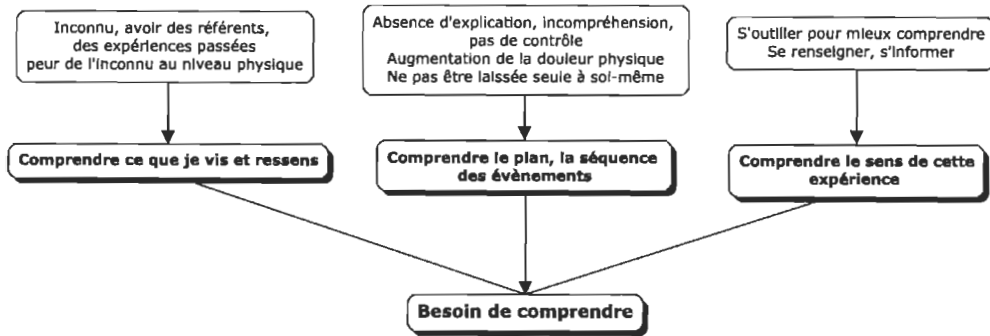 Inconnu, avoir des référents,
des expériences passées
peur de l'inconnu au niveau physique
Absence d'explication, incompréhension,
pas de contrôle
Augmentation de la douleur physique
Ne pas être laissée seule à soi-même
S'outiller pour mieux comprendre
Se renseigner, s'informer
Comprendre ce que je vis et ressens
Comprendre le plan, la séquence
des évènements
Comprendre le sens de cette
expérience
Besoin de comprendre